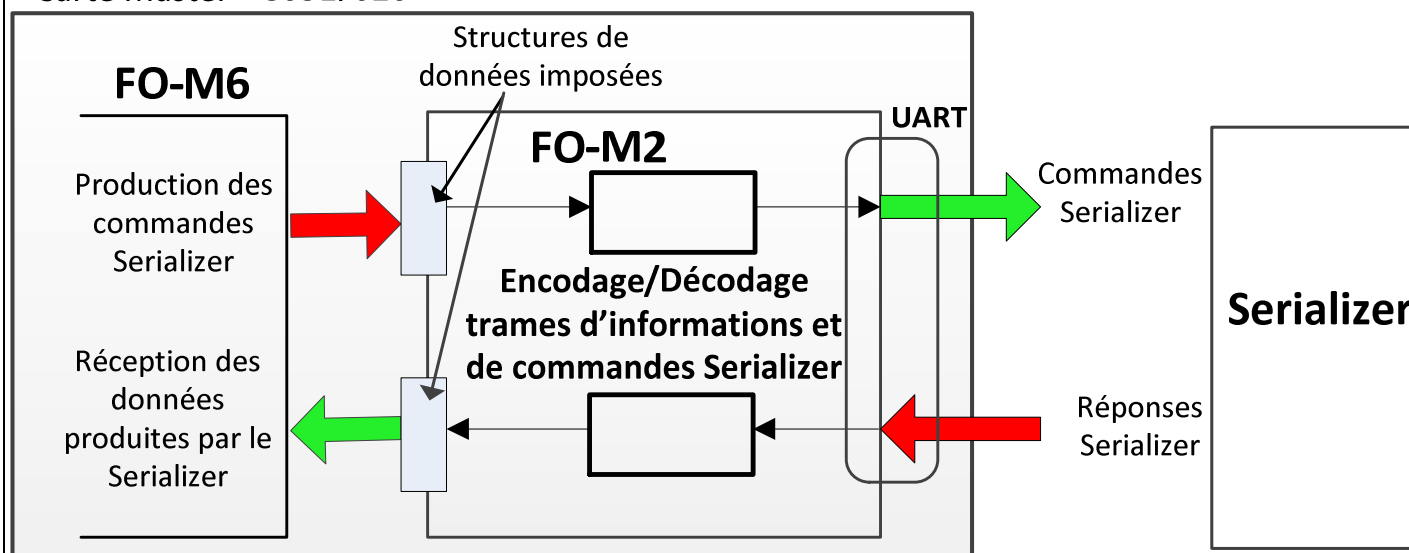 Structures de
données imposées
FO-M6
UART
FO-M2
Production des
commandes
Serializer
Commandes
Serializer
Encodage/Décodage
trames d'informations et
de commandes Serializer
Serializer
Réception des
données
produites par le
Serializer
Réponses
Serializer